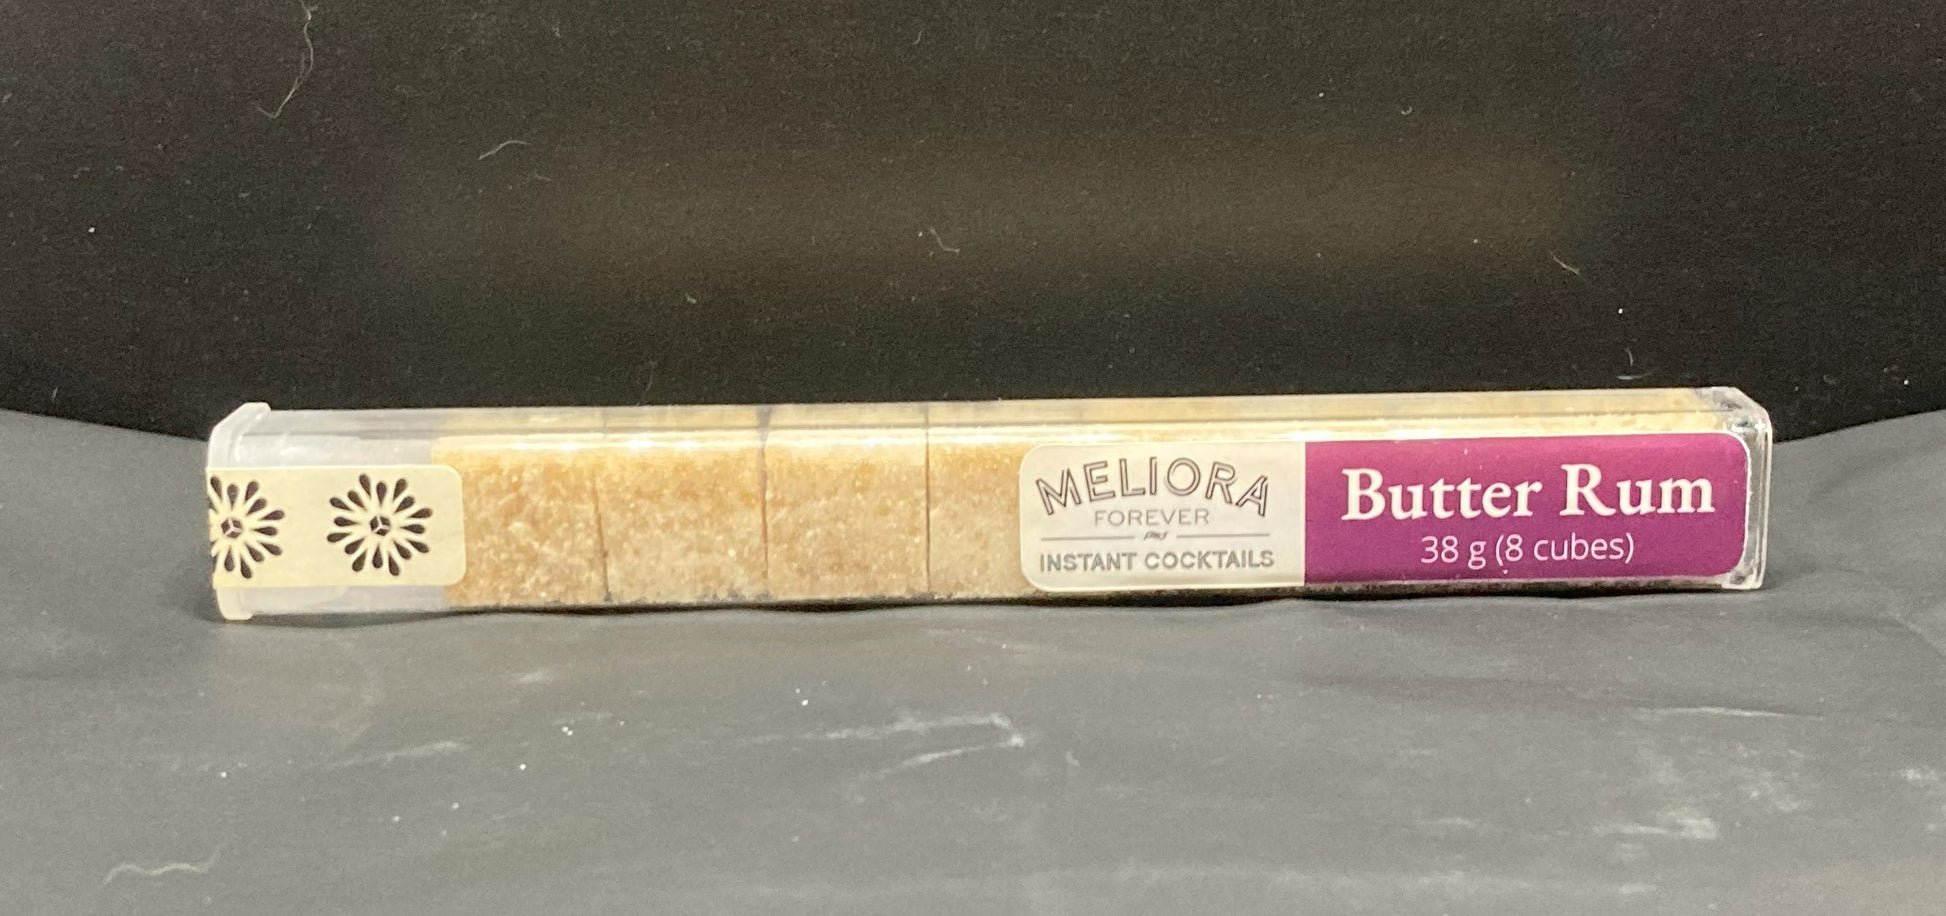 MELIORA
FOREVER
INSTANT COCKTAILS
Butter Rum
38 g (8 cubes)